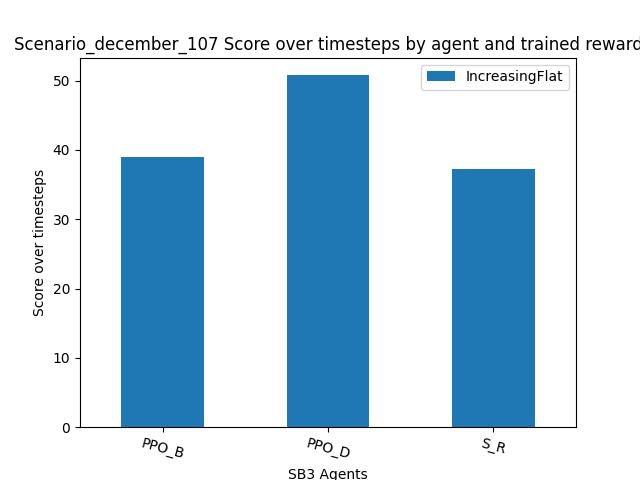 Scenario_december_107 Score over timesteps by agent and trained reward
IncreasingFlat
Score over timesteps
50
40
30
20
10
0
PPO_B
PPO_D
S_R
SB3 Agents